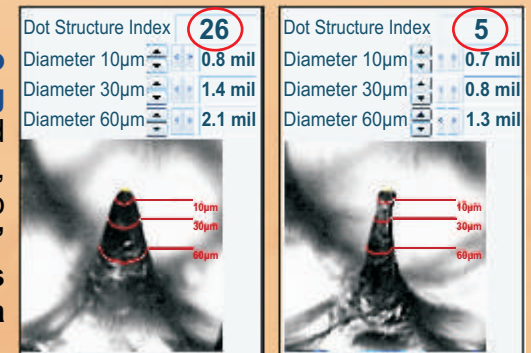 Dot Structure Index 26
Diameter 10µm 0.8 mil
Diameter 30µm 1.4 mil
Diameter 60µm 2.1 mil
10µm
30µm
60µm
Dot Structure Index 5
Diameter 10µm 0.7 mil
Diameter 30µm 0.8 mil
Diameter 60µm 1.3 mil
10µm
30µm
60µm